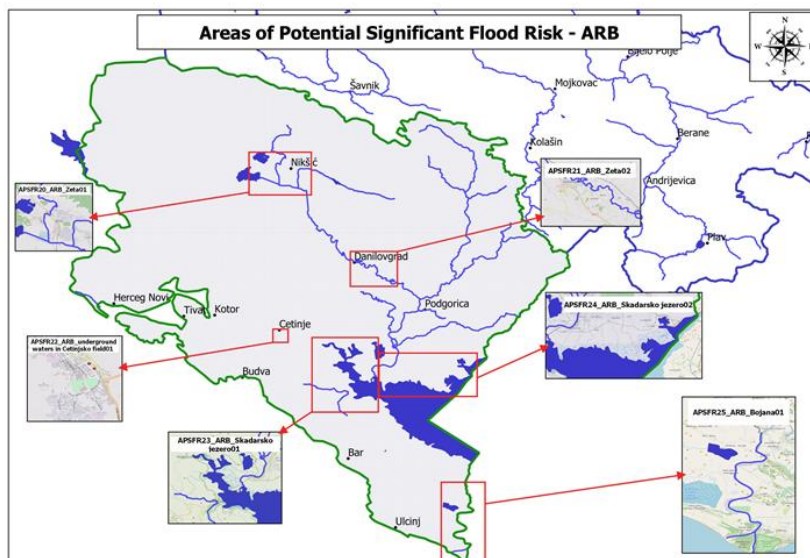 Areas of Potential Significant Flood Risk - ARB
N
W
E
S
Bijelo Polje
Šavnik
Mojkovac
Berane
Kolašin
Nikšić
APSFR21_ARB_Zeta02
Andrijevica
APSFR20_ARB_Zeta01
Plav
Danilovgrad
Herceg Novi
Tivat
Kotor
Podgorica
APSFR24_ARB_Skadarsko jezero02
Cetinje
APSFR22_ARB_underground
waters in Cetinjsko field01
Budva
APSFR25_ARB_Bojana01
APSFR23_ARB_Skadarsko
jezero01
Bar
Ulcinj